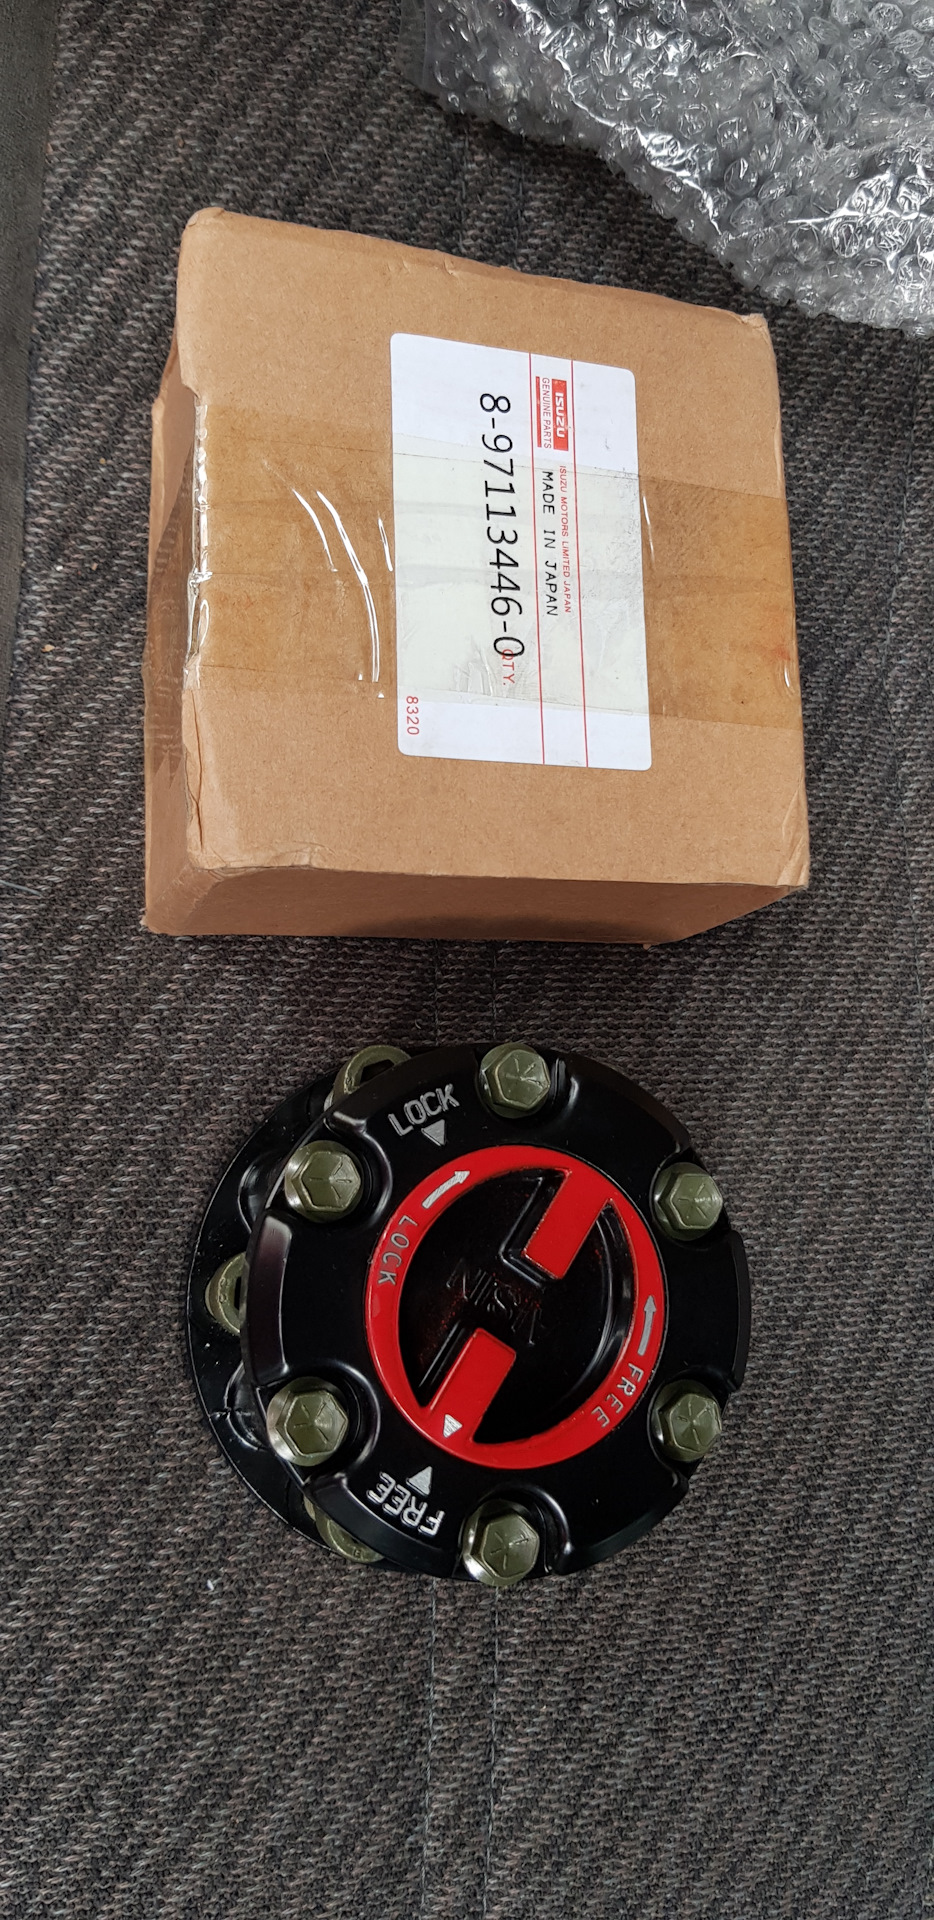 ISUZU
GENUINE PARTS
ISUZU MOTORS LIMITED JAPAN
MADE IN JAPAN
8-97113446-0
QTY.
8320
LOCK
LOCK
AISIN
FREE
FREE